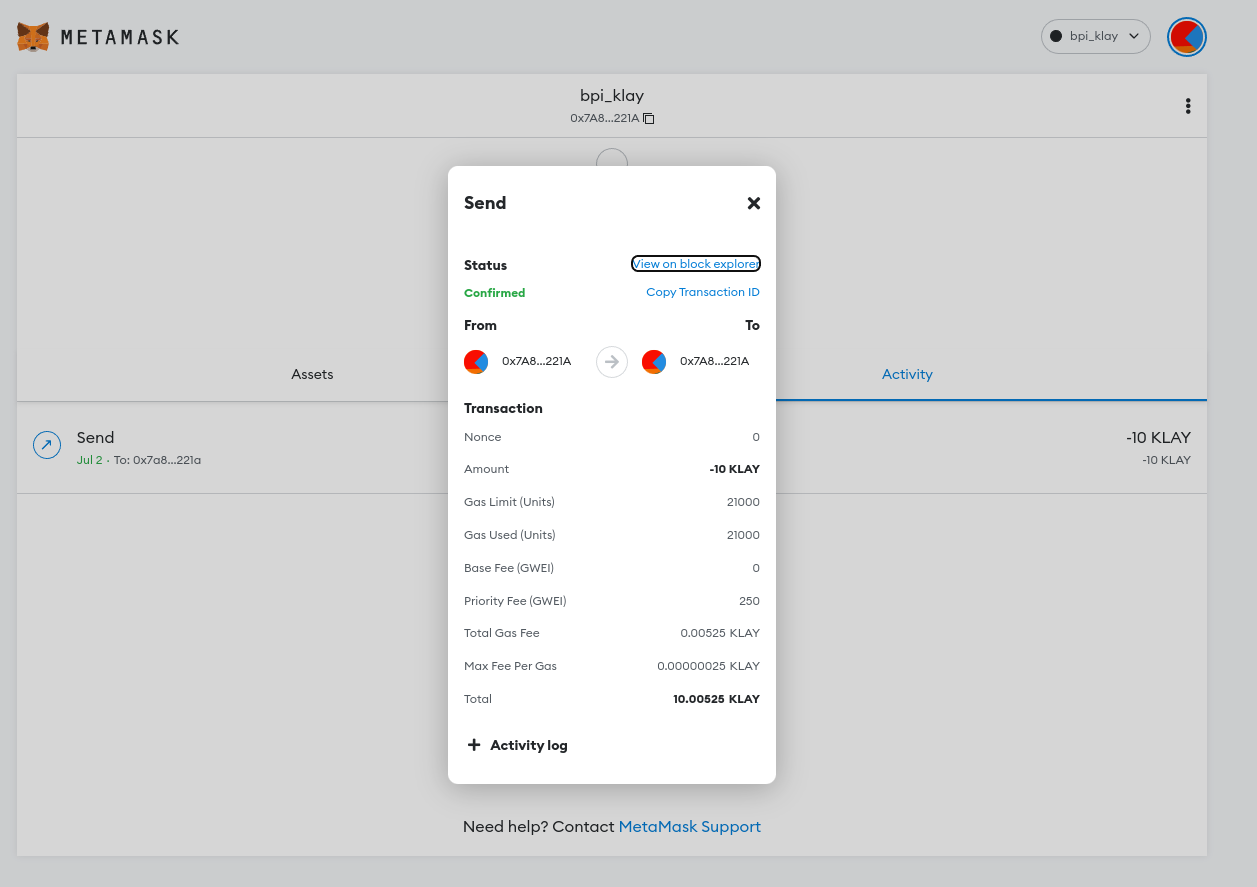 METAMASK
bpi_klay
bpi_klay
0x7A8...221A
Send
Status
View on block explorer
Confirmed
Copy Transaction ID
From
To
0x7A8...221A
0x7A8...221A
Assets
Activity
Transaction
Nonce
0
Send
-10 KLAY
Jul 2 · To: 0x7a8...221a
-10 KLAY
Amount
-10 KLAY
Gas Limit (Units)
21000
Gas Used (Units)
21000
Base Fee (GWEI)
0
Priority Fee (GWEI)
250
Total Gas Fee
0.00525 KLAY
Max Fee Per Gas
0.00000025 KLAY
Total
10.00525 KLAY
Activity log
Need help? Contact MetaMask Support